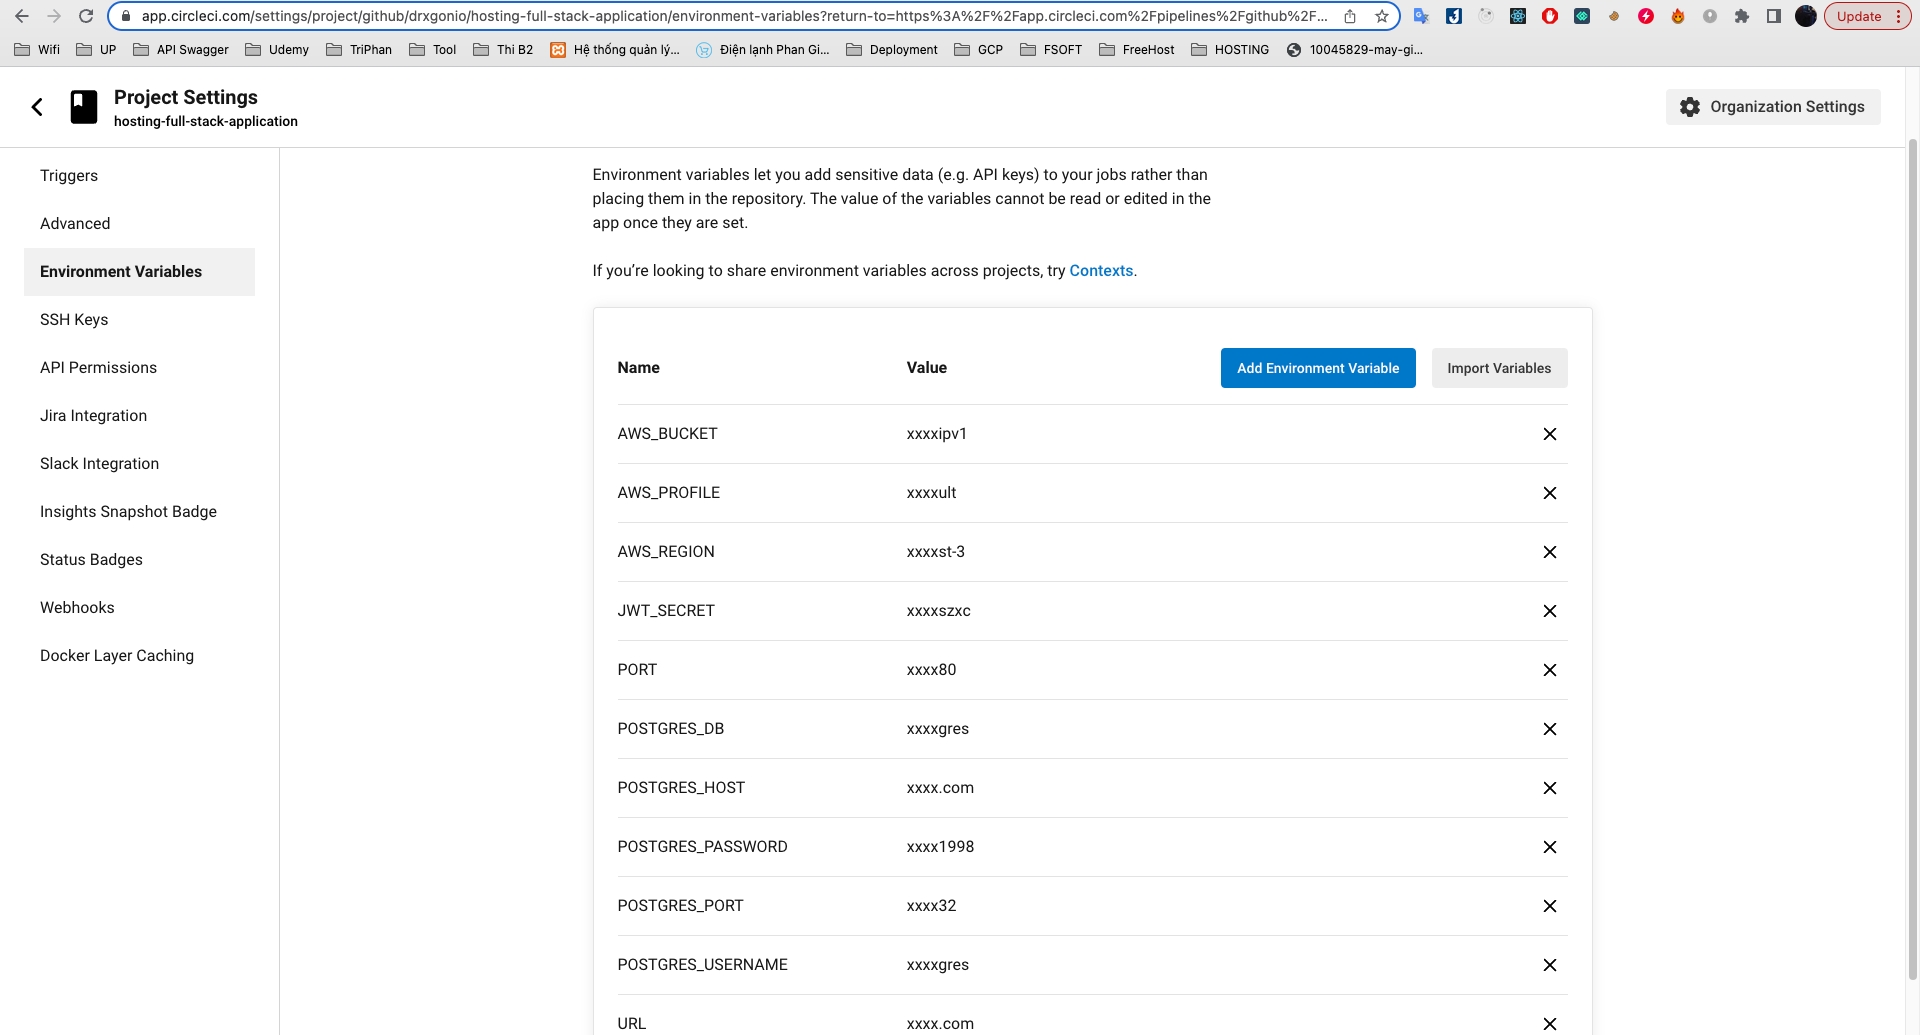 app.circleci.com/settings/project/github/drxgonio/hosting-full-stack-application/environment-variables?return-to=https%3A%2F%2Fapp.circleci.com%2Fpipelines%2Fgithub%2F...
Update
Wifi UP API Swagger Udemy TriPhan Tool Thi B2 Hệ thống quản lý... Điện lạnh Phan Gi... Deployment GCP FSOFT FreeHost HOSTING 10045829-may-gi...
Project Settings
hosting-full-stack-application
Organization Settings
Triggers
Advanced
Environment Variables
SSH Keys
API Permissions
Jira Integration
Slack Integration
Insights Snapshot Badge
Status Badges
Webhooks
Docker Layer Caching
Environment variables let you add sensitive data (e.g. API keys) to your jobs rather than
placing them in the repository. The value of the variables cannot be read or edited in the
app once they are set.
If you’re looking to share environment variables across projects, try Contexts.
Name Value Add Environment Variable Import Variables
AWS_BUCKET xxxxipv1
AWS_PROFILE xxxxult
AWS_REGION xxxxst-3
JWT_SECRET xxxxszxc
PORT xxxx80
POSTGRES_DB xxxxgres
POSTGRES_HOST xxxx.com
POSTGRES_PASSWORD xxxx1998
POSTGRES_PORT xxxx32
POSTGRES_USERNAME xxxxgres
URL xxxx.com